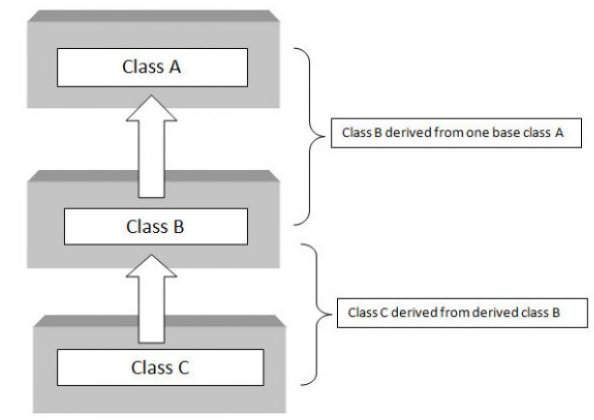 Class A
Class B derived from one base class A
Class B
Class C derived from derived class B
Class C